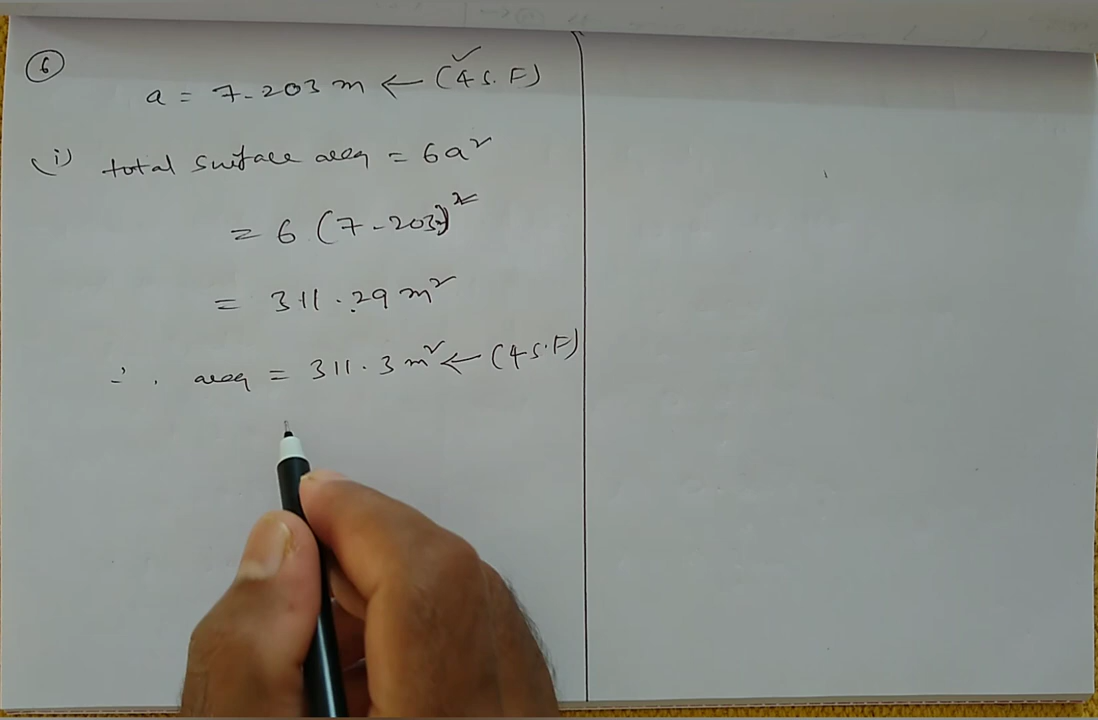 6
a = 7.203 m ← (4 S.F)
(i) total surface area = 6a²
= 6 (7.203)²
= 311.29 m²
∴ area = 311.3 m² ← (4 S.F)